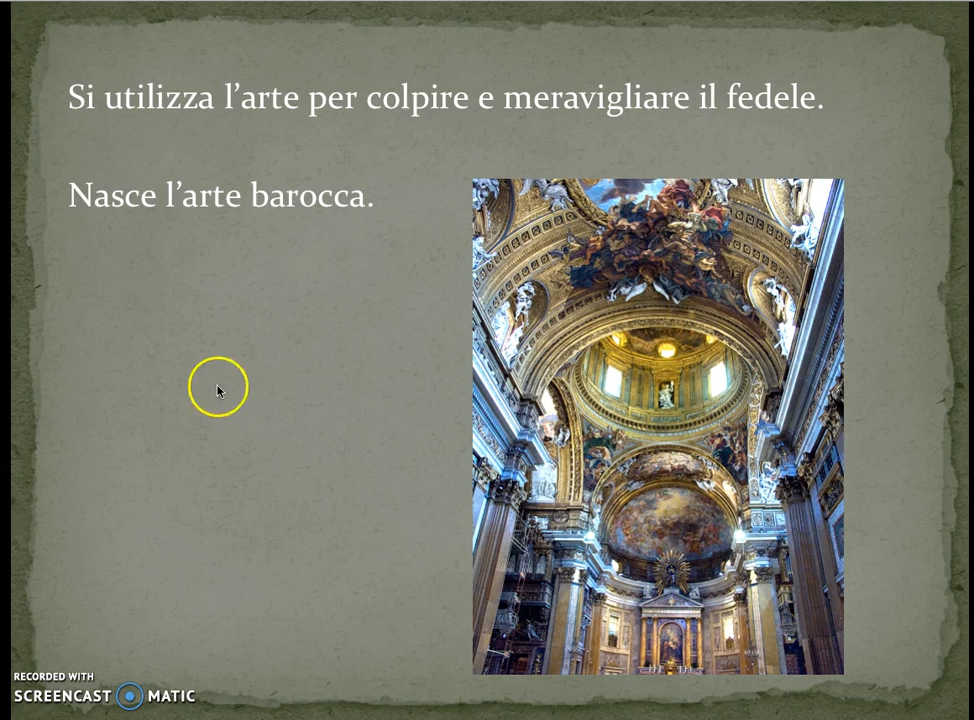 Si utilizza l’arte per colpire e meravigliare il fedele.
Nasce l’arte barocca.
RECORDED WITH
SCREENCAST MATIC